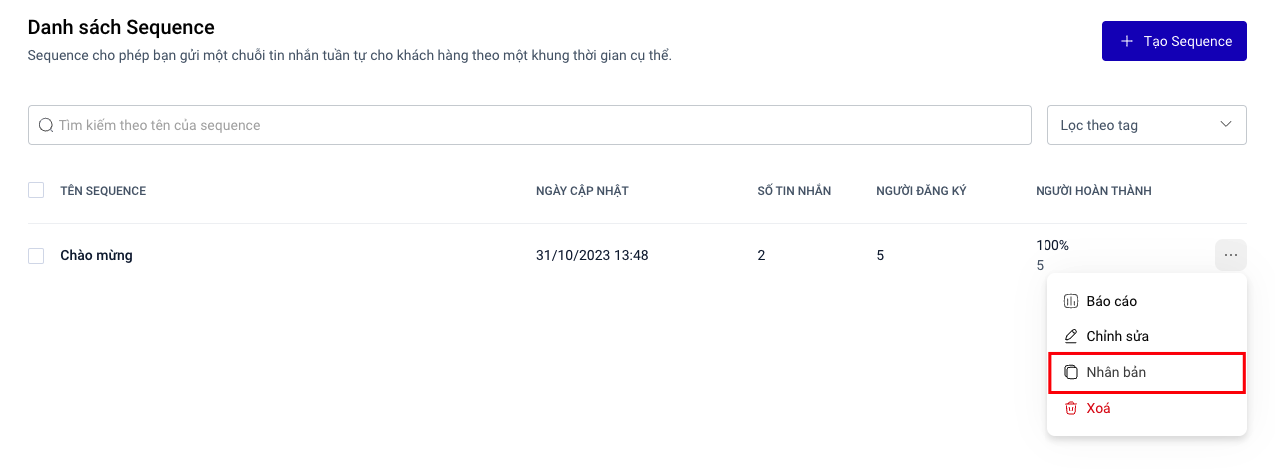 Danh sách Sequence
Tạo Sequence
Sequence cho phép bạn gửi một chuỗi tin nhắn tuần tự cho khách hàng theo một khung thời gian cụ thể.
Tìm kiếm theo tên của sequence
Lọc theo tag
TÊN SEQUENCE NGÀY CẬP NHẬT SỐ TIN NHẮN NGƯỜI ĐĂNG KÝ NGƯỜI HOÀN THÀNH
Chào mừng 31/10/2023 13:48 2 5 100%
5
Báo cáo
Chỉnh sửa
Nhân bản
Xoá